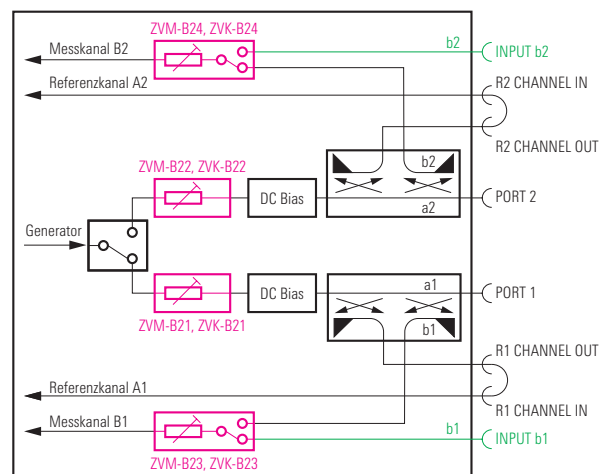 ZVM-B24, ZVK-B24
Messkanal B2
b2
INPUT b2
Referenzkanal A2
R2 CHANNEL IN
R2 CHANNEL OUT
ZVM-B22, ZVK-B22
b2
DC Bias
PORT 2
a2
Generator
DC Bias
a1
PORT 1
b1
ZVM-B21, ZVK-B21
R1 CHANNEL OUT
Referenzkanal A1
R1 CHANNEL IN
Messkanal B1
b1
INPUT b1
ZVM-B23, ZVK-B23